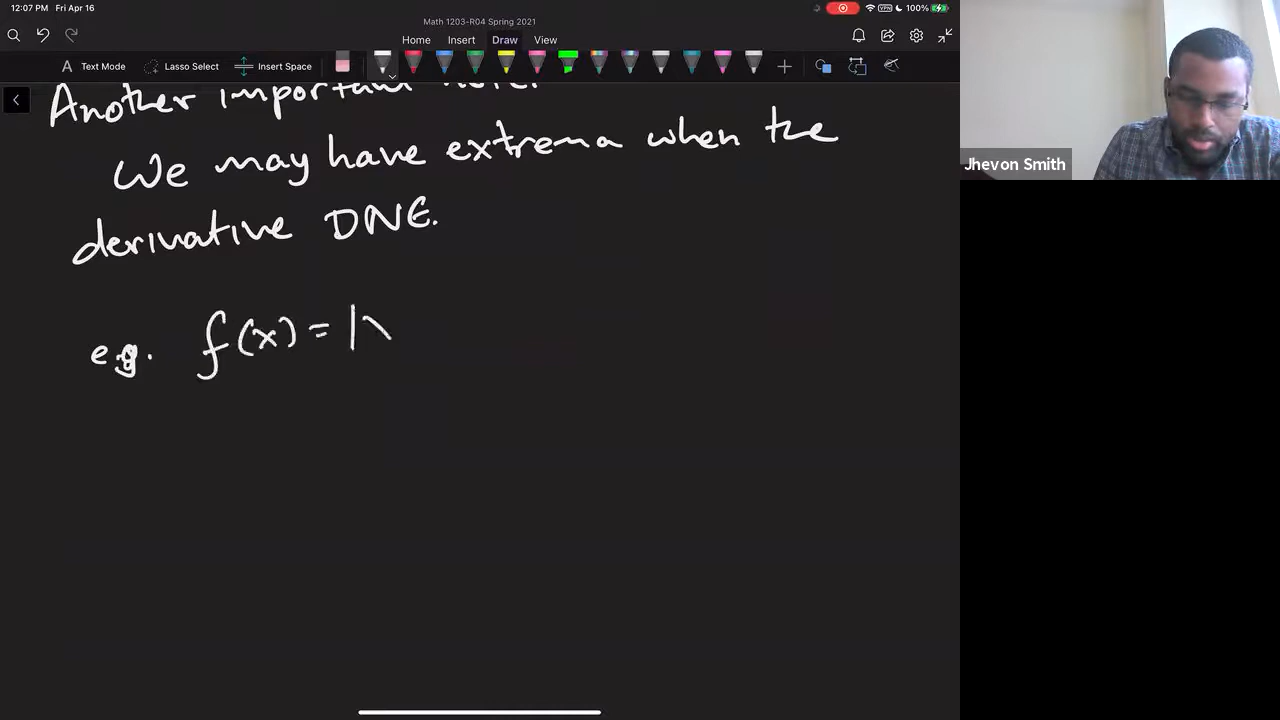 12:07 PM Fri Apr 16
VPN 100%
Math 1203-R04 Spring 2021
Home Insert Draw View
A Text Mode Lasso Select Insert Space
Another important note:
We may have extrema when the
derivative DNE.
e.g. f(x) = |\
Jhevon Smith